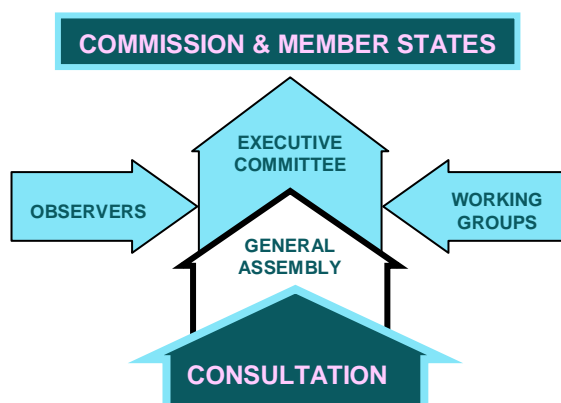 COMMISSION & MEMBER STATES
EXECUTIVE
COMMITTEE
OBSERVERS
WORKING
GROUPS
GENERAL
ASSEMBLY
CONSULTATION